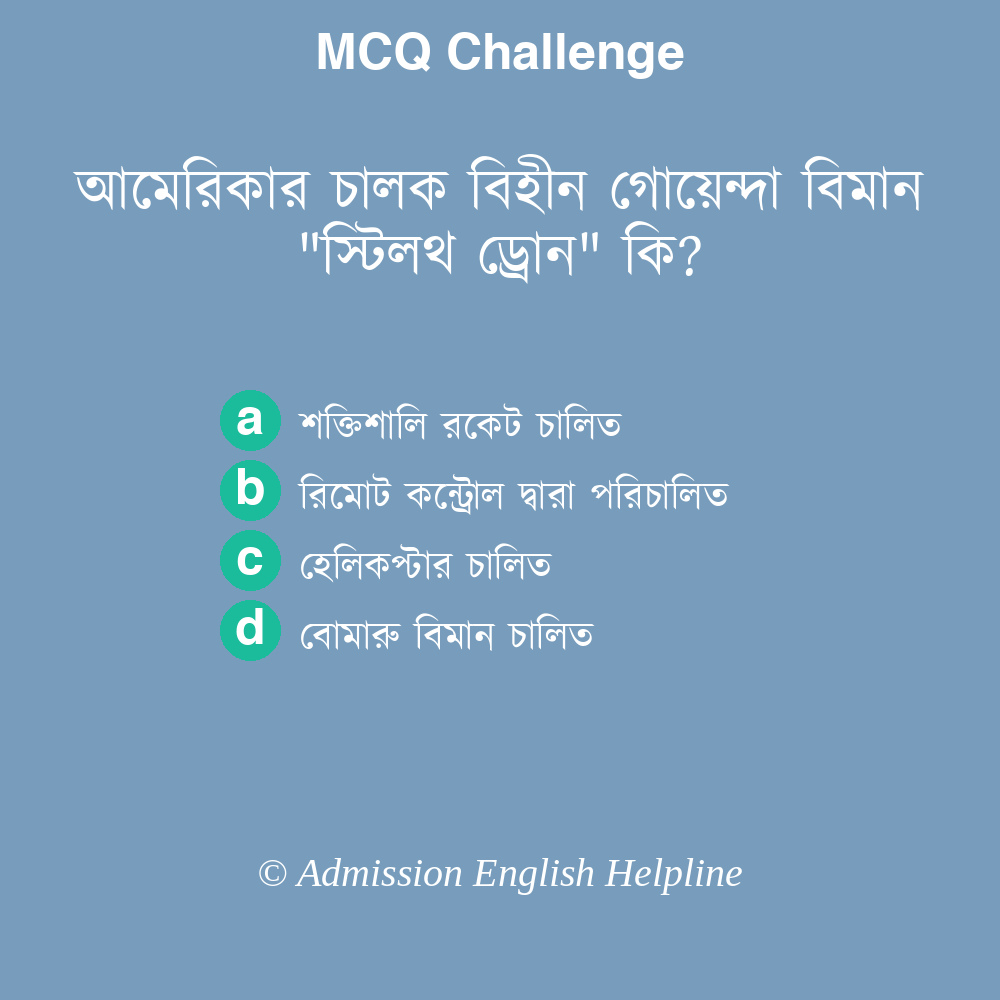 MCQ Challenge
আমেরিকার চালক বিহীন গোয়েন্দা বিমান
"স্টিলথ ড্রোন" কি?
a শক্তিশালি রকেট চালিত
b রিমোট কন্ট্রোল দ্বারা পরিচালিত
c হেলিকপ্টার চালিত
d বোমারু বিমান চালিত
© Admission English Helpline